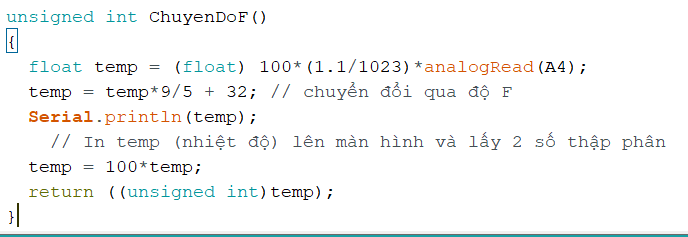 unsigned int ChuyenDoF()
{
float temp = (float) 100*(1.1/1023)*analogRead(A4);
temp = temp*9/5 + 32; // chuyển đổi qua độ F
Serial.println(temp);
// In temp (nhiệt độ) lên màn hình và lấy 2 số thập phân
temp = 100*temp;
return ((unsigned int)temp);
}